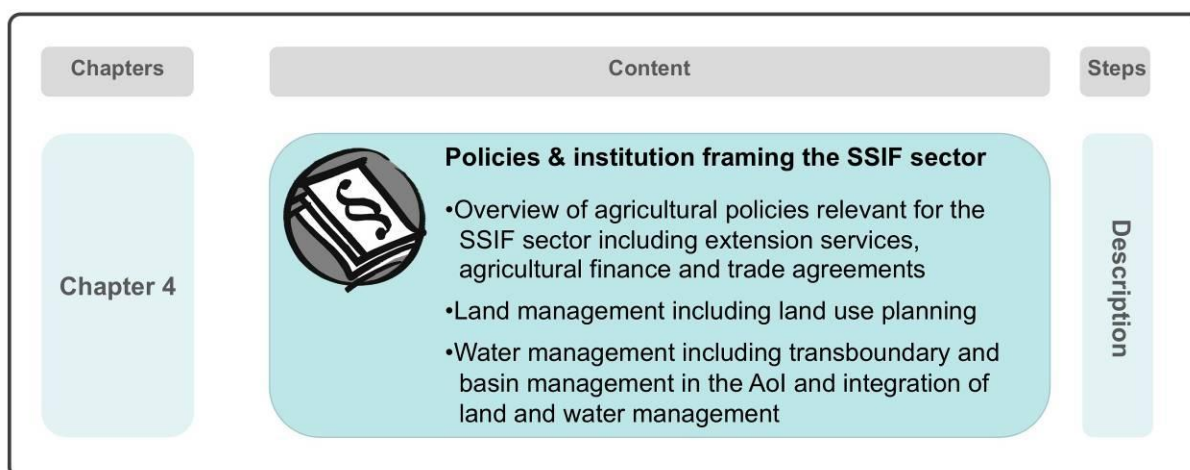 Chapters
Content
Steps
Chapter 4
Policies & institution framing the SSIF sector
•Overview of agricultural policies relevant for the
SSIF sector including extension services,
agricultural finance and trade agreements
•Land management including land use planning
•Water management including transboundary and
basin management in the AoI and integration of
land and water management
Description